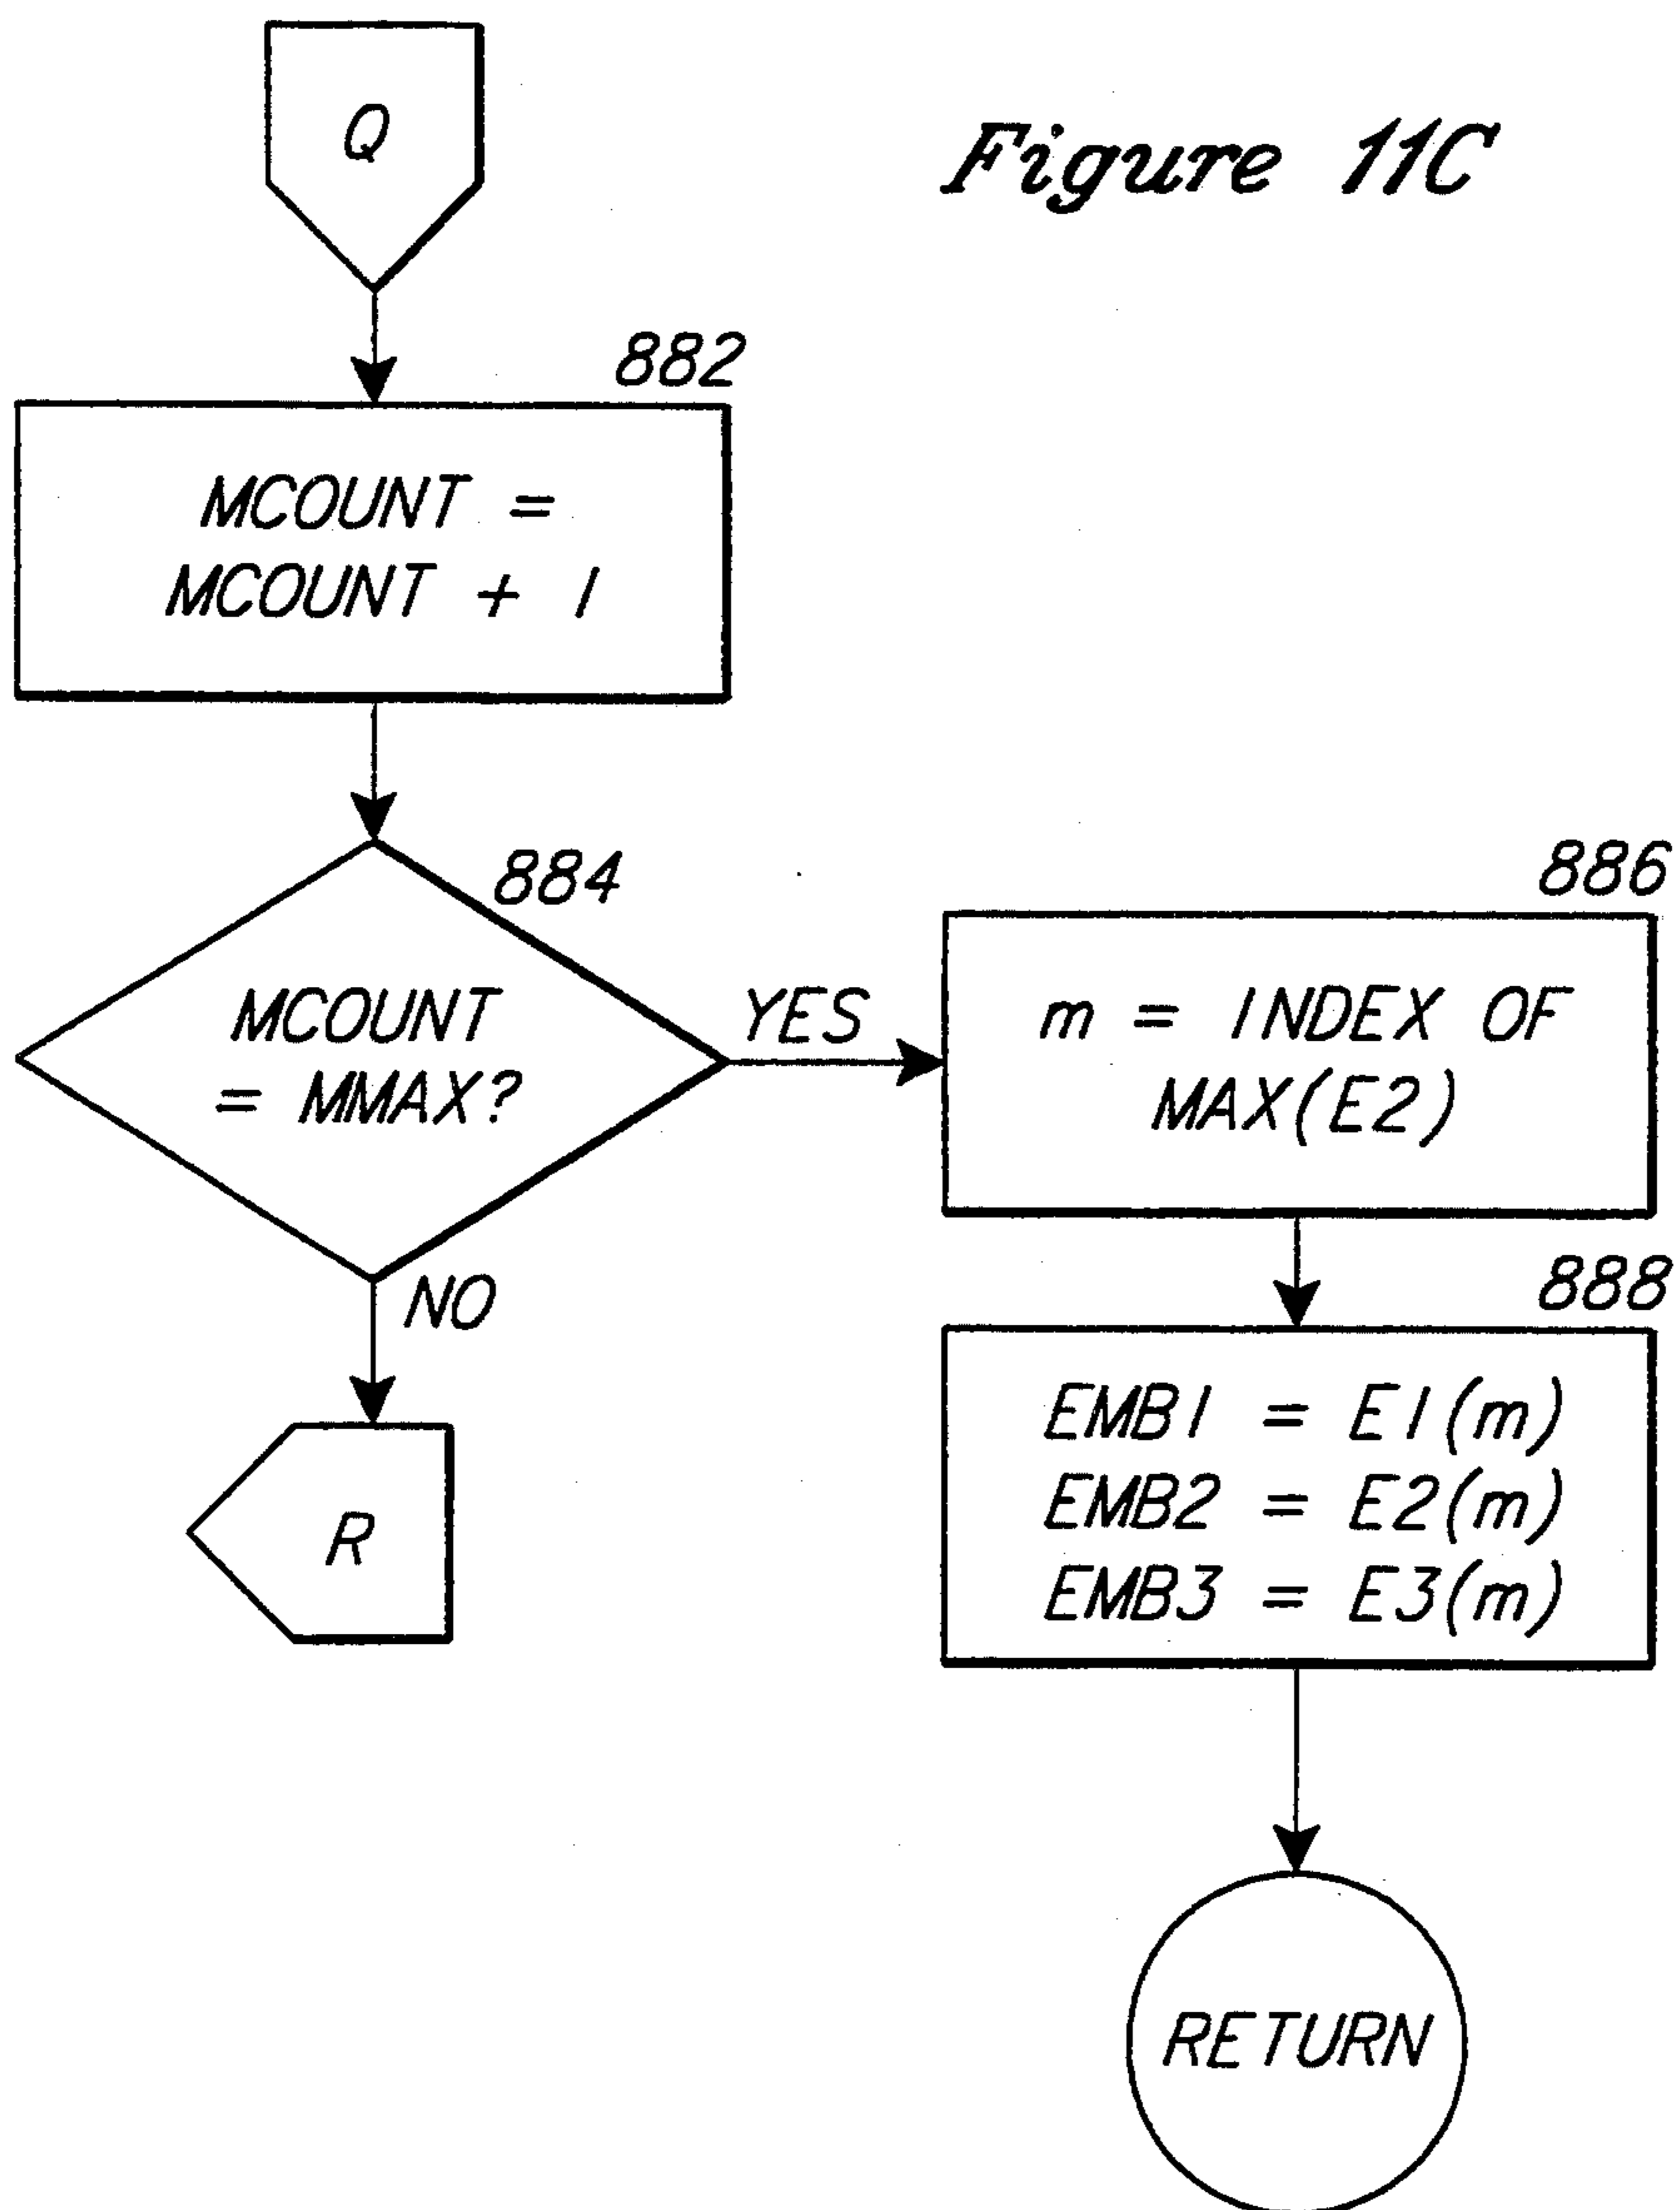 Q
Figure 11C
882
MCOUNT =
MCOUNT + 1
884
MCOUNT
= MMAX?
YES
NO
R
886
m = INDEX OF
MAX(E2)
888
EMB1 = E1(m)
EMB2 = E2(m)
EMB3 = E3(m)
RETURN